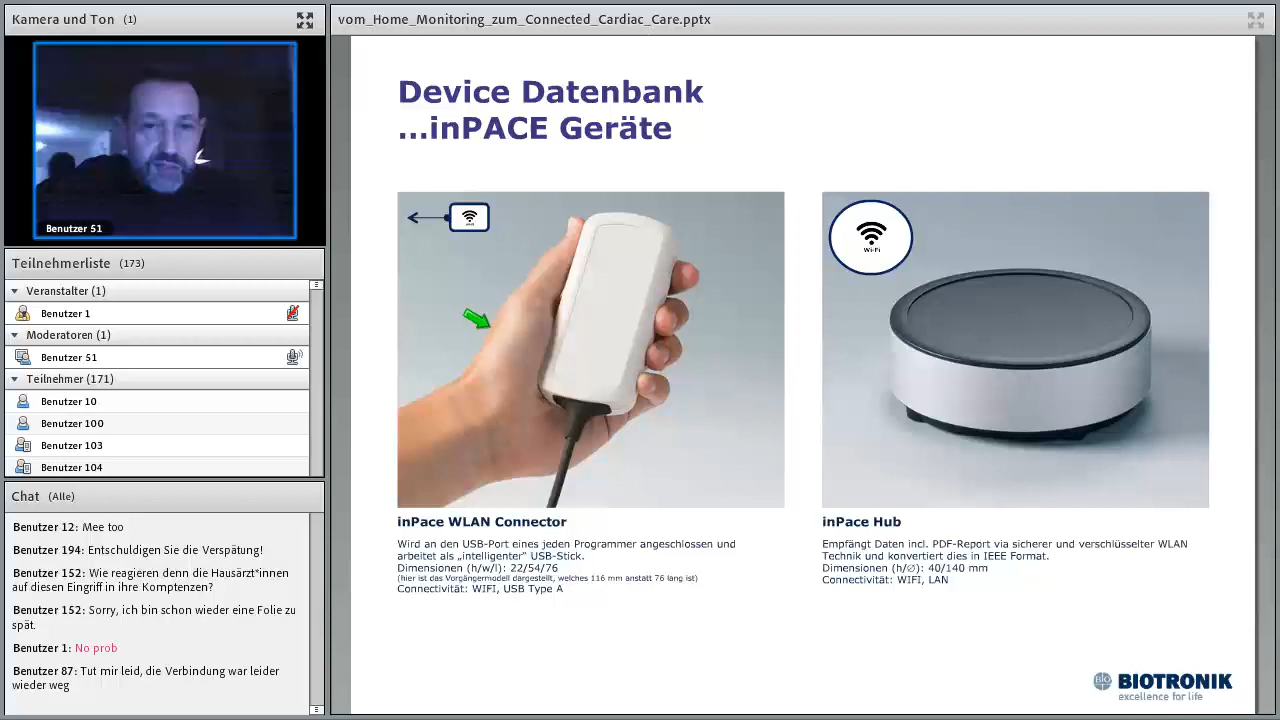 Kamera und Ton (1)
Benutzer 51
Teilnehmerliste (173)
Veranstalter (1)
Benutzer 1
Moderatoren (1)
Benutzer 51
Teilnehmer (171)
Benutzer 10
Benutzer 100
Benutzer 103
Benutzer 104
Chat (Alle)
Benutzer 12: Mee too
Benutzer 194: Entschuldigen Sie die Verspätung!
Benutzer 152: Wie reagieren denn die Hausärzt*innen
auf diesen Eingriff in ihre Komptenzen?
Benutzer 152: Sorry, ich bin schon wieder eine Folie zu
spät.
Benutzer 1: No prob
Benutzer 87: Tut mir leid, die Verbindung war leider
wieder weg
vom_Home_Monitoring_zum_Connected_Cardiac_Care.pptx
Device Datenbank
...inPACE Geräte
Wi-Fi
inPace WLAN Connector
Wird an den USB-Port eines jeden Programmer angeschlossen und
arbeitet als „intelligenter“ USB-Stick.
Dimensionen (h/w/l): 22/54/76
(hier ist das Vorgängermodell dargestellt, welches 116 mm anstatt 76 lang ist)
Connectivität: WIFI, USB Type A
inPace Hub
Empfängt Daten incl. PDF-Report via sicherer und verschlüsselter WLAN
Technik und konvertiert dies in IEEE Format.
Dimensionen (h/∅): 40/140 mm
Connectivität: WIFI, LAN
BIO
BIOTRONIK
excellence for life